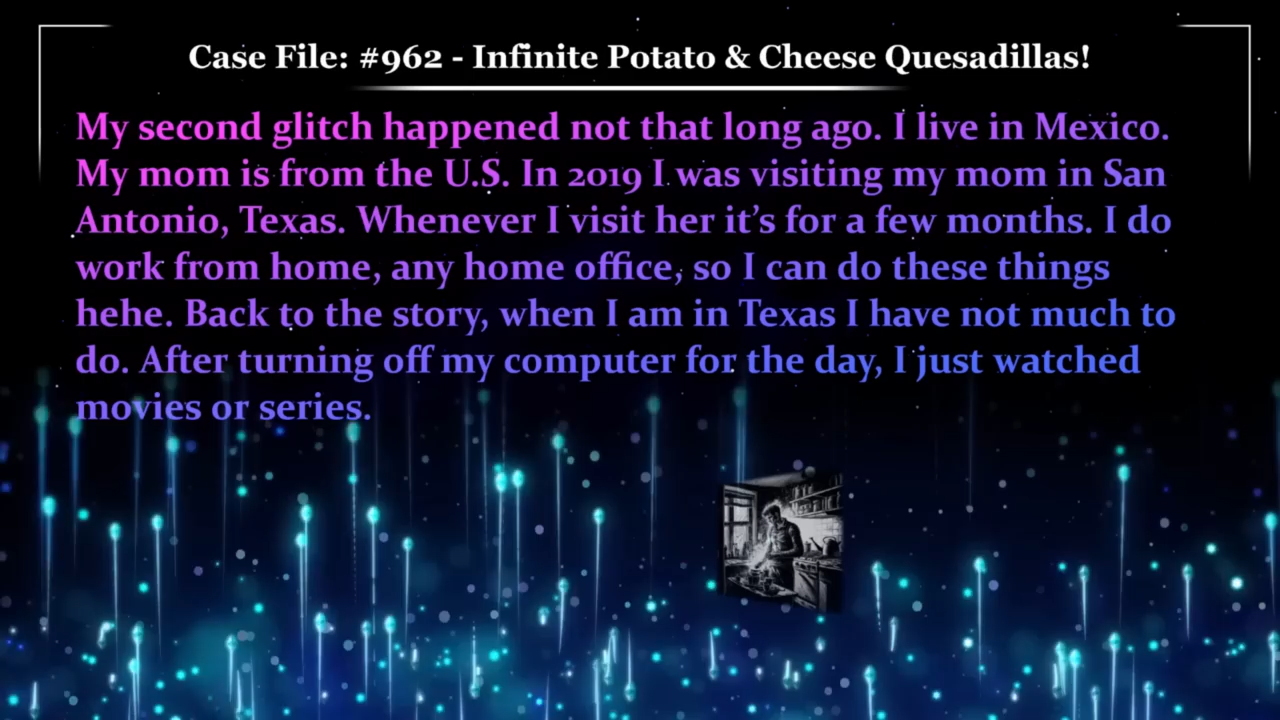 Case File: #962 - Infinite Potato & Cheese Quesadillas!
My second glitch happened not that long ago. I live in Mexico.
My mom is from the U.S. In 2019 I was visiting my mom in San
Antonio, Texas. Whenever I visit her it’s for a few months. I do
work from home, any home office, so I can do these things
hehe. Back to the story, when I am in Texas I have not much to
do. After turning off my computer for the day, I just watched
movies or series.